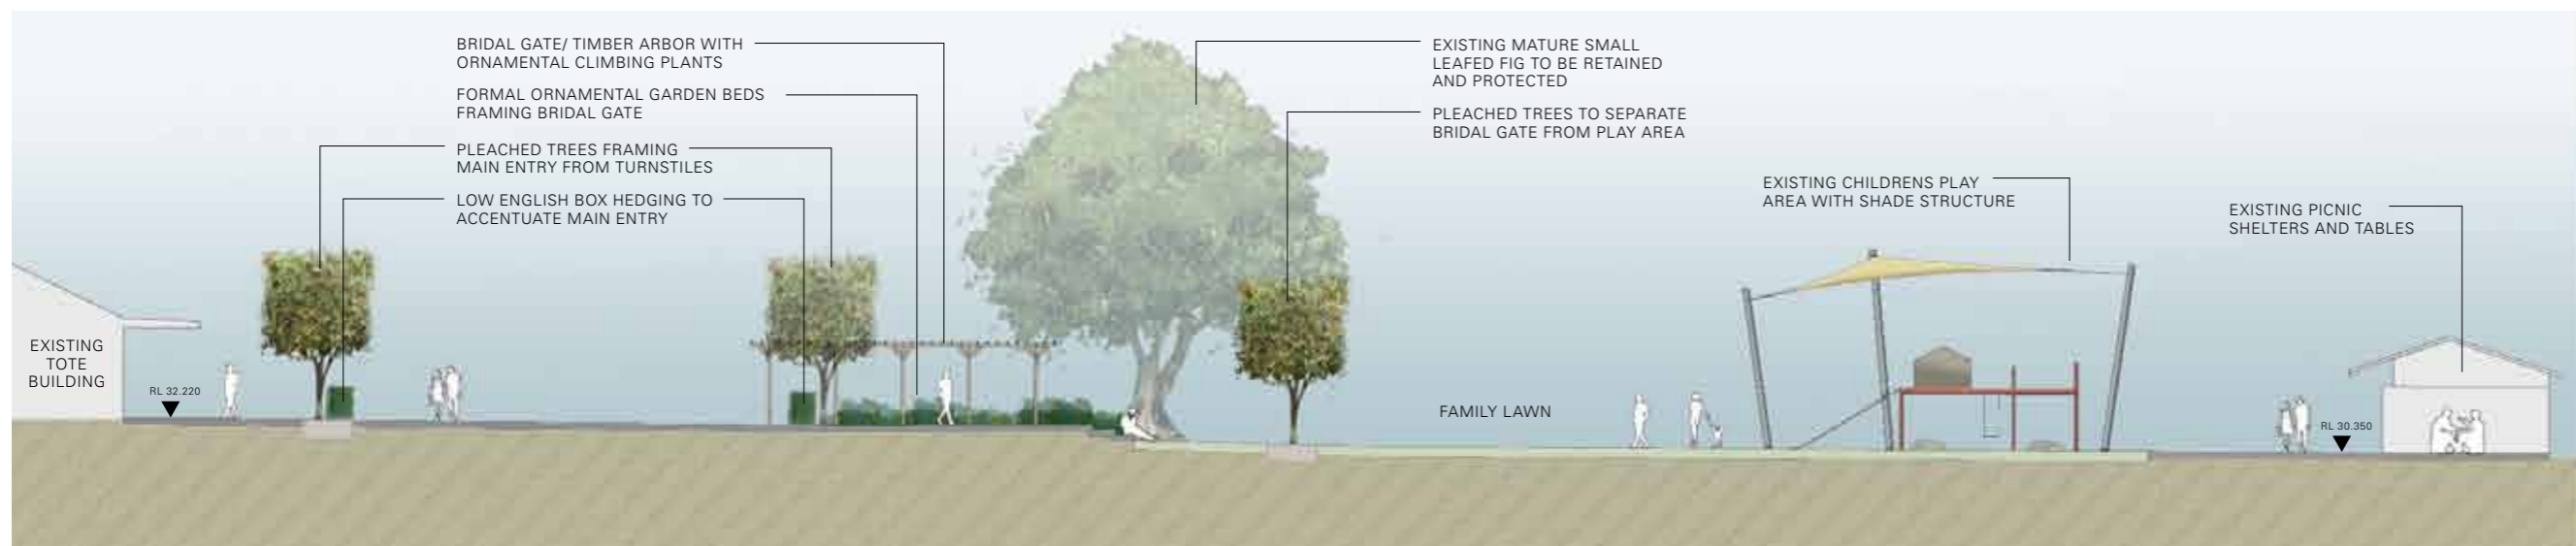 BRIDAL GATE/ TIMBER ARBOR WITH
ORNAMENTAL CLIMBING PLANTS
FORMAL ORNAMENTAL GARDEN BEDS
FRAMING BRIDAL GATE
PLEACHED TREES FRAMING
MAIN ENTRY FROM TURNSTILES
LOW ENGLISH BOX HEDGING TO
ACCENTUATE MAIN ENTRY
EXISTING MATURE SMALL
LEAFED FIG TO BE RETAINED
AND PROTECTED
PLEACHED TREES TO SEPARATE
BRIDAL GATE FROM PLAY AREA
EXISTING CHILDRENS PLAY
AREA WITH SHADE STRUCTURE
EXISTING PICNIC
SHELTERS AND TABLES
EXISTING
TOTE
BUILDING
RL 32.220
FAMILY LAWN
RL 30.350